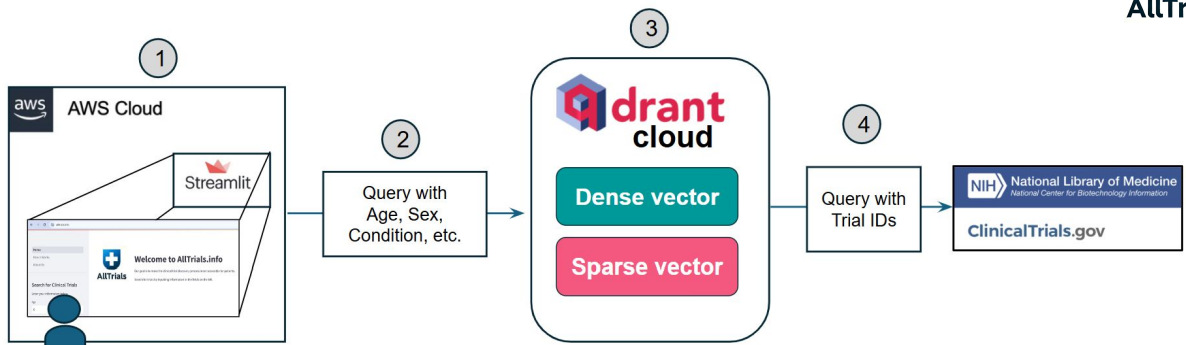 AllTr
1
aws
AWS Cloud
Streamlit
AllTrials
Welcome to AllTrials.info
Search for Clinical Trials
2
Query with
Age, Sex,
Condition, etc.
3
qdrant
cloud
Dense vector
Sparse vector
4
Query with
Trial IDs
NIH
National Library of Medicine
National Center for Biotechnology Information
ClinicalTrials.gov